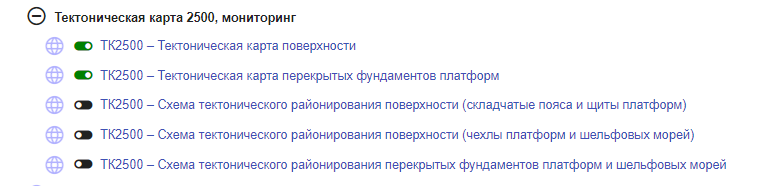 Тектоническая карта 2500, мониторинг
ТК2500 – Тектоническая карта поверхности
ТК2500 – Тектоническая карта перекрытых фундаментов платформ
ТК2500 – Схема тектонического районирования поверхности (складчатые пояса и щиты платформ)
ТК2500 – Схема тектонического районирования поверхности (чехлы платформ и шельфовых морей)
ТК2500 – Схема тектонического районирования перекрытых фундаментов платформ и шельфовых морей